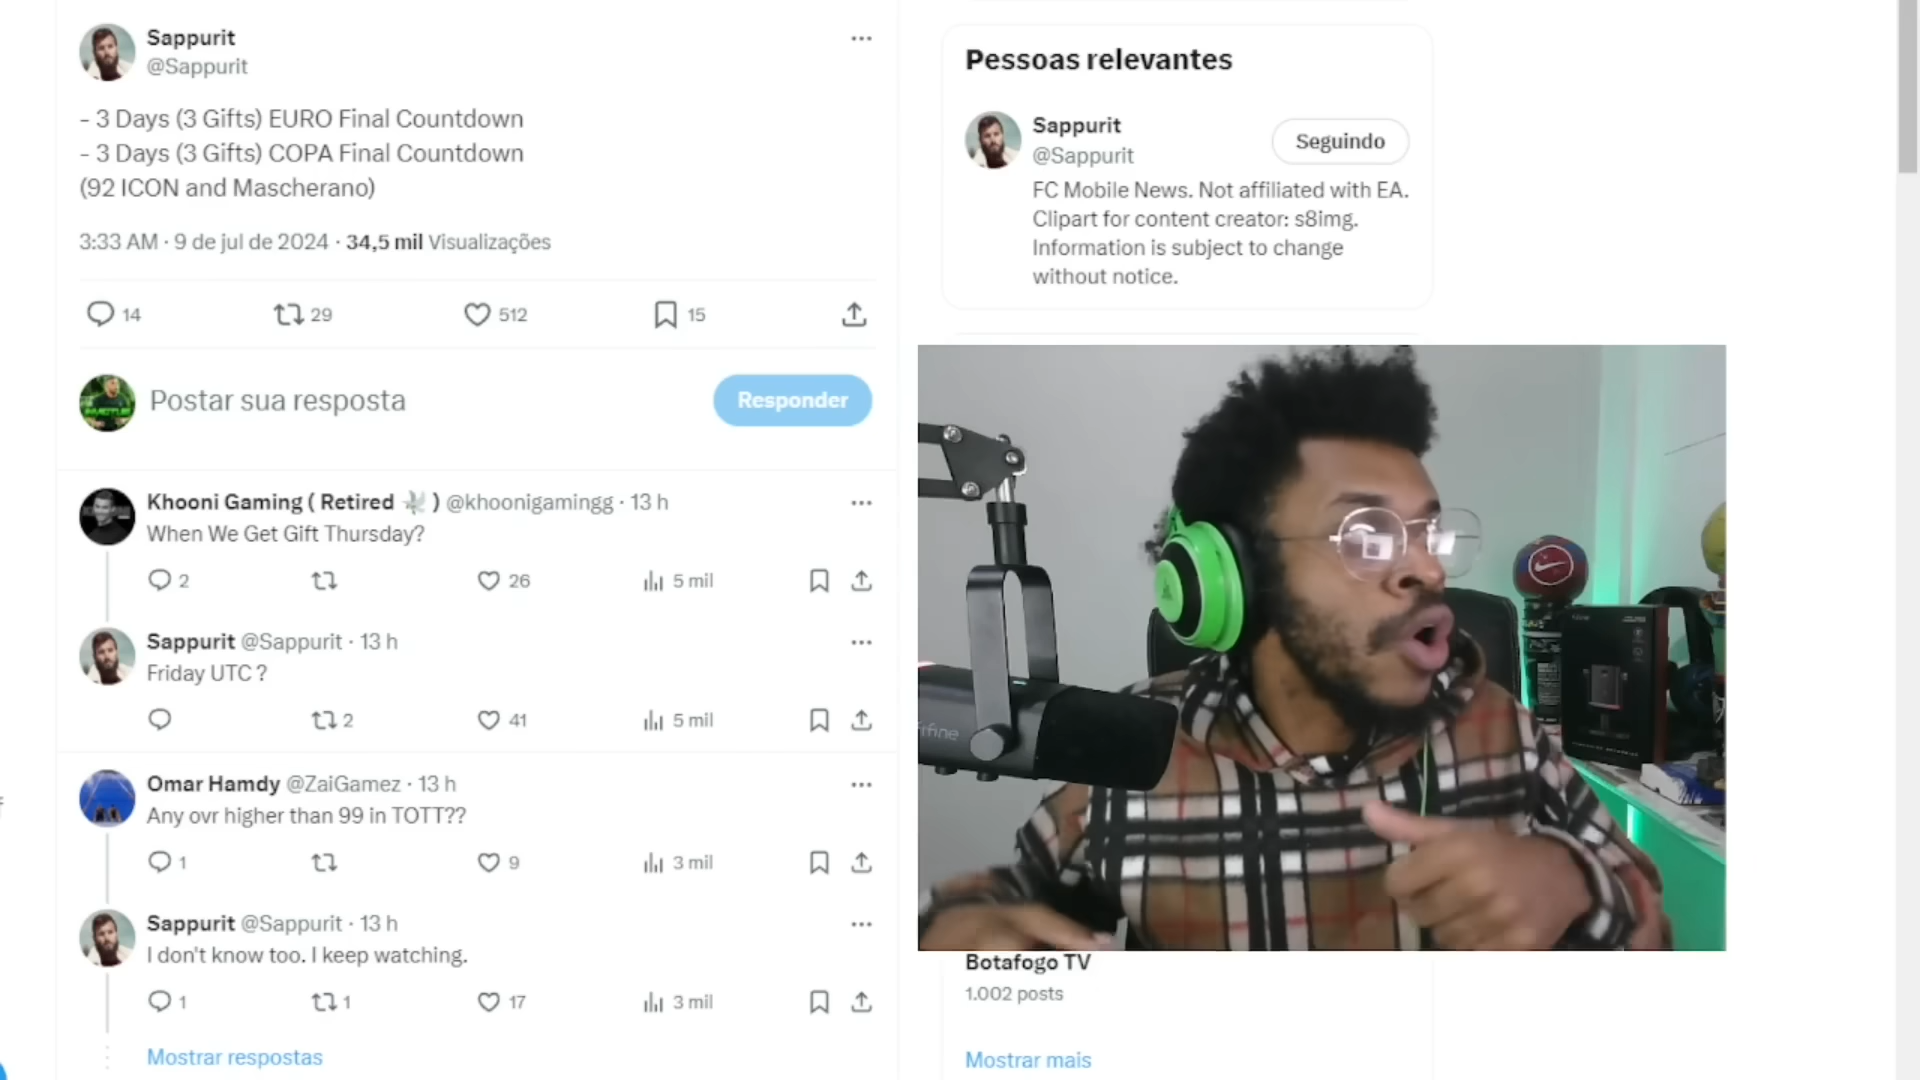 Sappurit
@Sappurit
- 3 Days (3 Gifts) EURO Final Countdown
- 3 Days (3 Gifts) COPA Final Countdown
(92 ICON and Mascherano)
3:33 AM · 9 de jul de 2024 · 34,5 mil Visualizações
14 29 512 15
Postar sua resposta
Responder
Khooni Gaming ( Retired 🕊 ) @khoonigamingg · 13 h
When We Get Gift Thursday?
2 26 5 mil
Sappurit @Sappurit · 13 h
Friday UTC ?
2 41 5 mil
Omar Hamdy @ZaiGamez · 13 h
Any ovr higher than 99 in TOTT??
1 9 3 mil
Sappurit @Sappurit · 13 h
I don't know too. I keep watching.
1 1 17 3 mil
Mostrar respostas
Pessoas relevantes
Sappurit
@Sappurit
Seguindo
FC Mobile News. Not affiliated with EA.
Clipart for content creator: s8img.
Information is subject to change
without notice.
Botafogo TV
1.002 posts
Mostrar mais